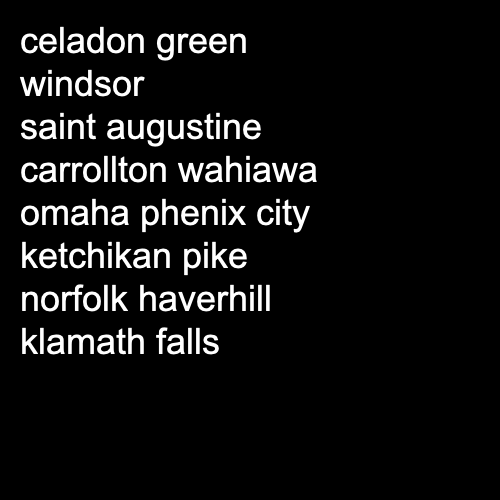 celadon green
windsor
saint augustine
carrollton wahiawa
omaha phenix city
ketchikan pike
norfolk haverhill
klamath falls